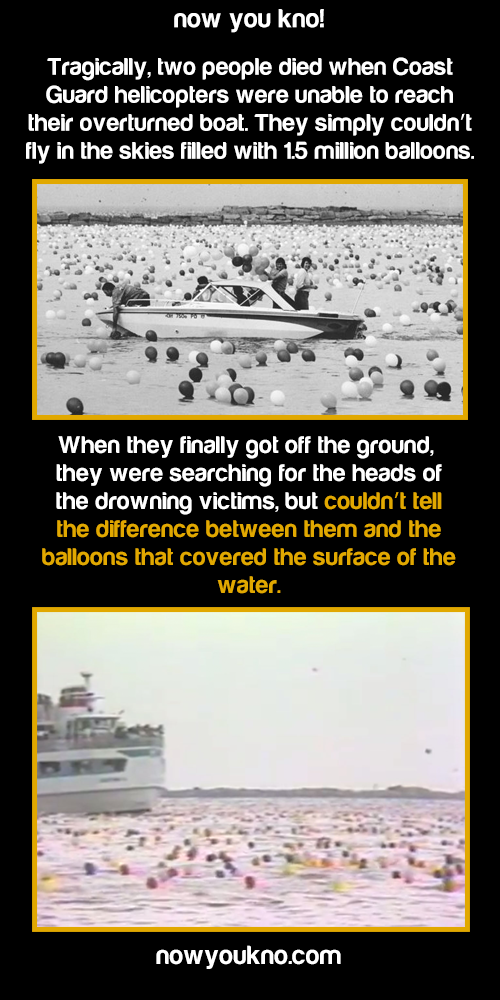 now you kno!
Tragically, two people died when Coast
Guard helicopters were unable to reach
their overturned boat. They simply couldn't
fly in the skies filled with 1.5 million balloons.
When they finally got off the ground,
they were searching for the heads of
the drowning victims, but couldn't tell
the difference between them and the
balloons that covered the surface of the
water.
nowyoukno.com